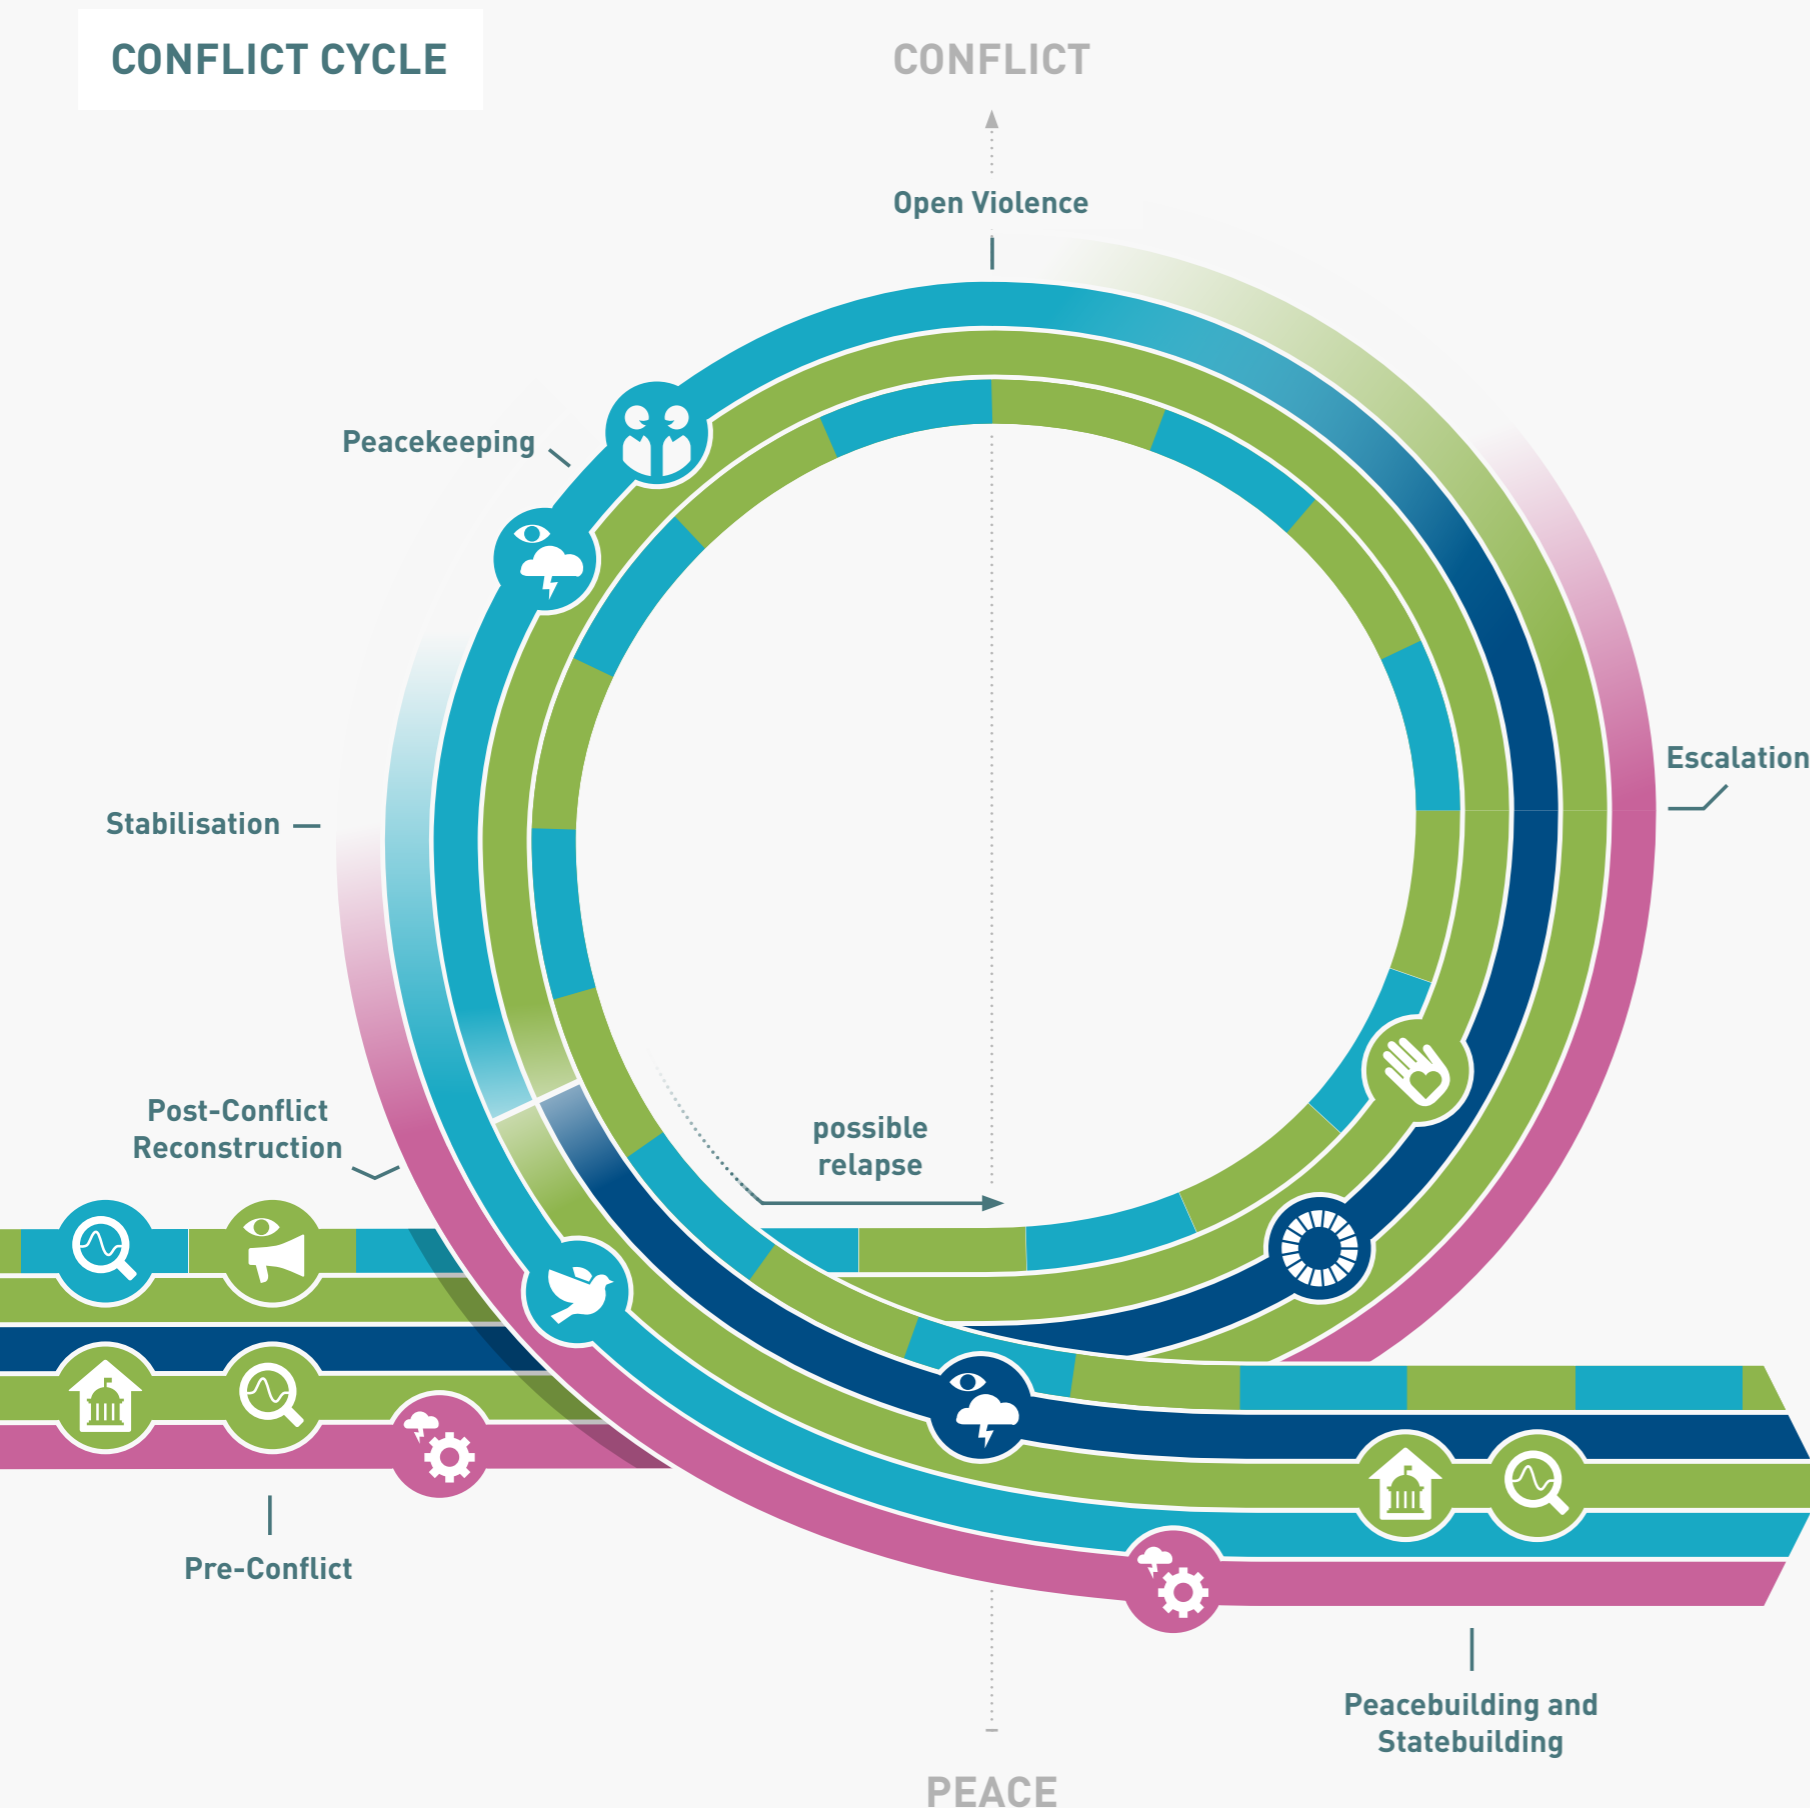 CONFLICT CYCLE
CONFLICT
Open Violence
Peacekeeping
Escalation
Stabilisation
Post-Conflict
Reconstruction
possible
relapse
Pre-Conflict
Peacebuilding and
Statebuilding
PEACE